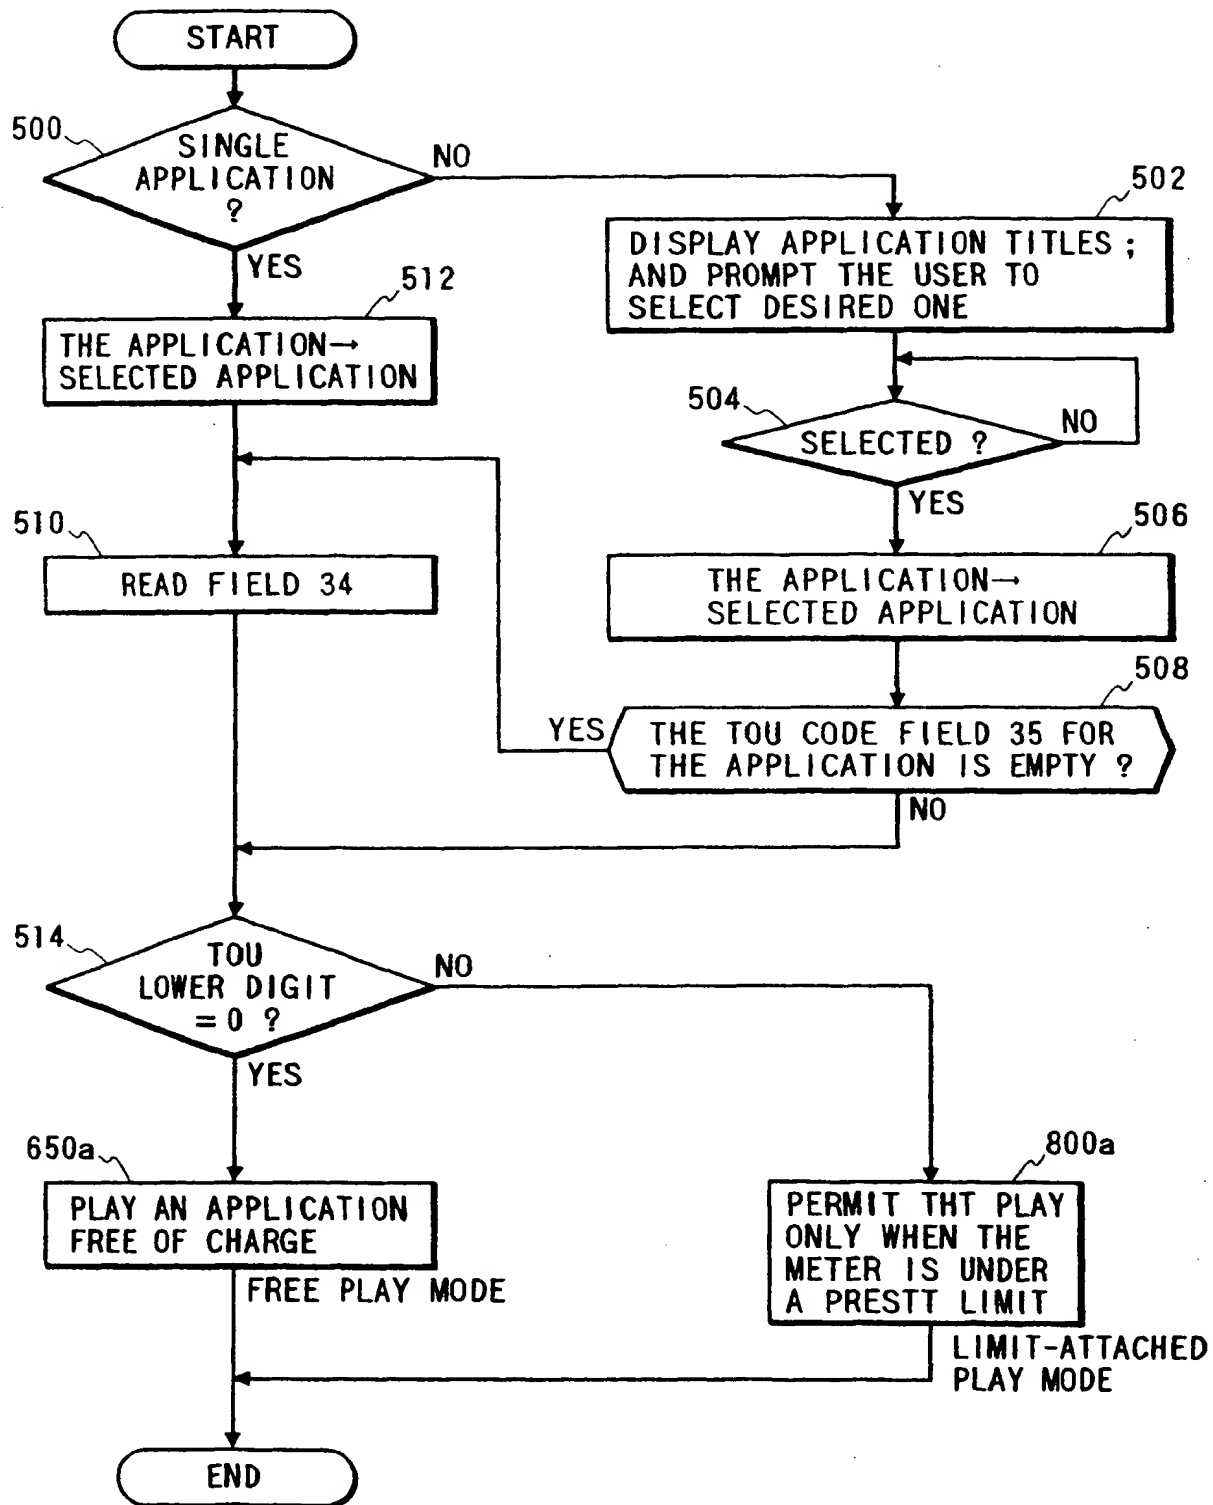 START
500
SINGLE
APPLICATION
?
NO
YES
502
DISPLAY APPLICATION TITLES ;
AND PROMPT THE USER TO
SELECT DESIRED ONE
512
THE APPLICATION→
SELECTED APPLICATION
504
SELECTED ?
NO
YES
510
READ FIELD 34
506
THE APPLICATION→
SELECTED APPLICATION
508
THE TOU CODE FIELD 35 FOR
THE APPLICATION IS EMPTY ?
YES
NO
514
TOU
LOWER DIGIT
= 0 ?
NO
YES
650a
PLAY AN APPLICATION
FREE OF CHARGE
FREE PLAY MODE
800a
PERMIT THT PLAY
ONLY WHEN THE
METER IS UNDER
A PRESTT LIMIT
LIMIT-ATTACHED
PLAY MODE
END